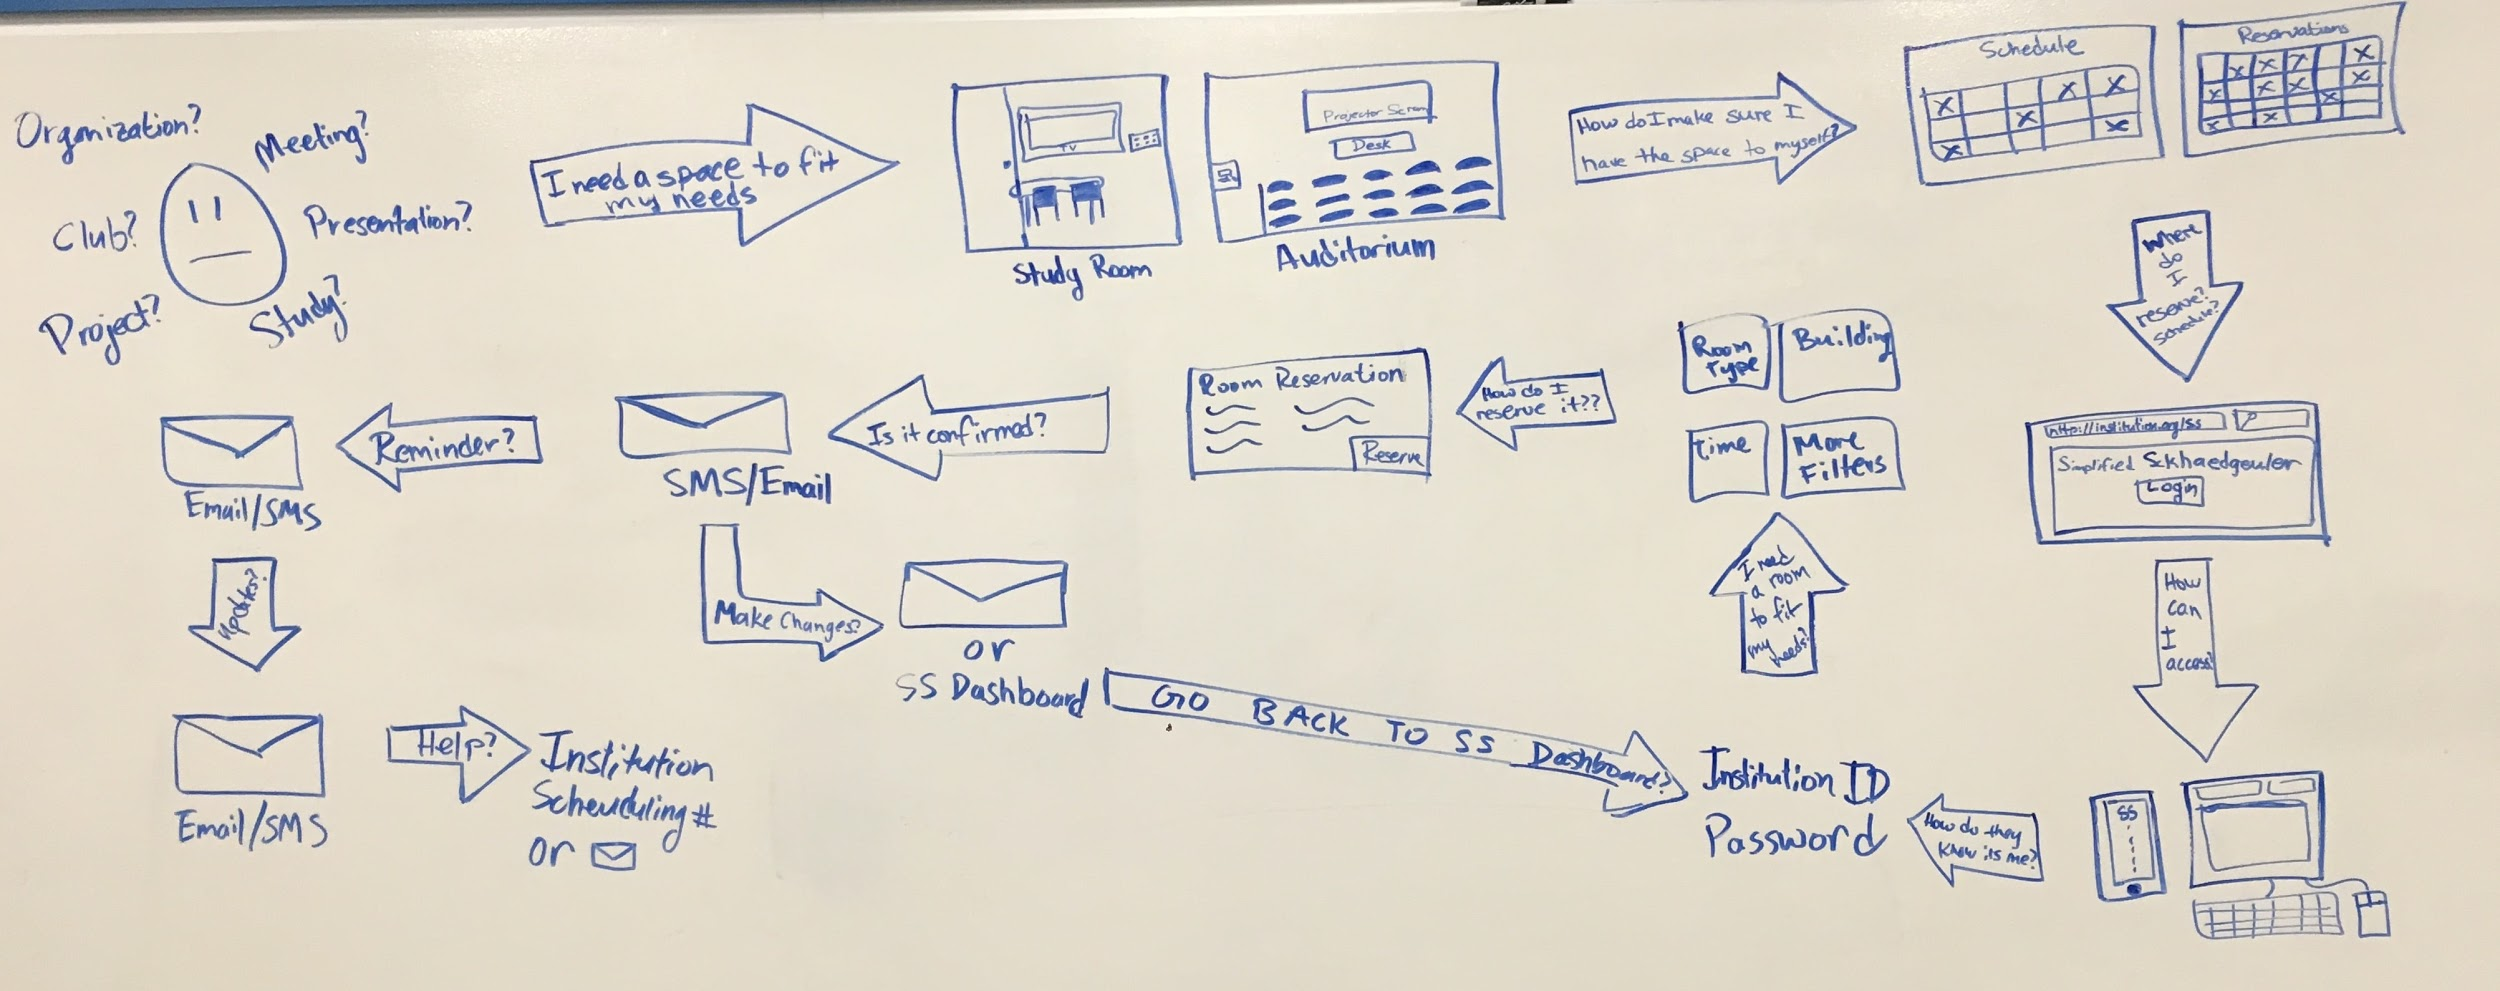 Organization?
Meeting?
Club?
Presentation?
Project?
Study?
I need a space to fit
my needs
TV
Study Room
Projector Screen
Desk
Auditorium
How do I make sure I
have the space to myself?
Schedule
Reservations
Where
do
I
reserve?
schedule?
http://institution.org/ss
Simplified
Login
How
can
I
access?
SS
How do they
know its me?
Institution ID
Password
I need
a room
to fit
my needs?
Room
Type
Building
Time
More
Filters
How do I
reserve it??
Room Reservation
Reserve
Is it confirmed?
SMS/Email
Make Changes?
or
SS Dashboard
GO BACK TO SS Dashboard?
Reminder?
Email/SMS
Updates?
Email/SMS
Help?
Institution
Scheuduling #
or